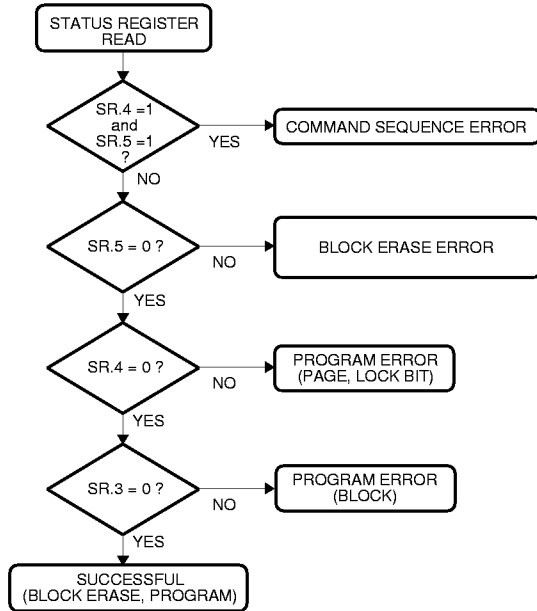 STATUS REGISTER
READ
SR.4 =1
and
SR.5 =1
?
YES
COMMAND SEQUENCE ERROR
NO
SR.5 = 0 ?
NO
BLOCK ERASE ERROR
YES
SR.4 = 0 ?
NO
PROGRAM ERROR
(PAGE, LOCK BIT)
YES
SR.3 = 0 ?
NO
PROGRAM ERROR
(BLOCK)
YES
SUCCESSFUL
(BLOCK ERASE, PROGRAM)